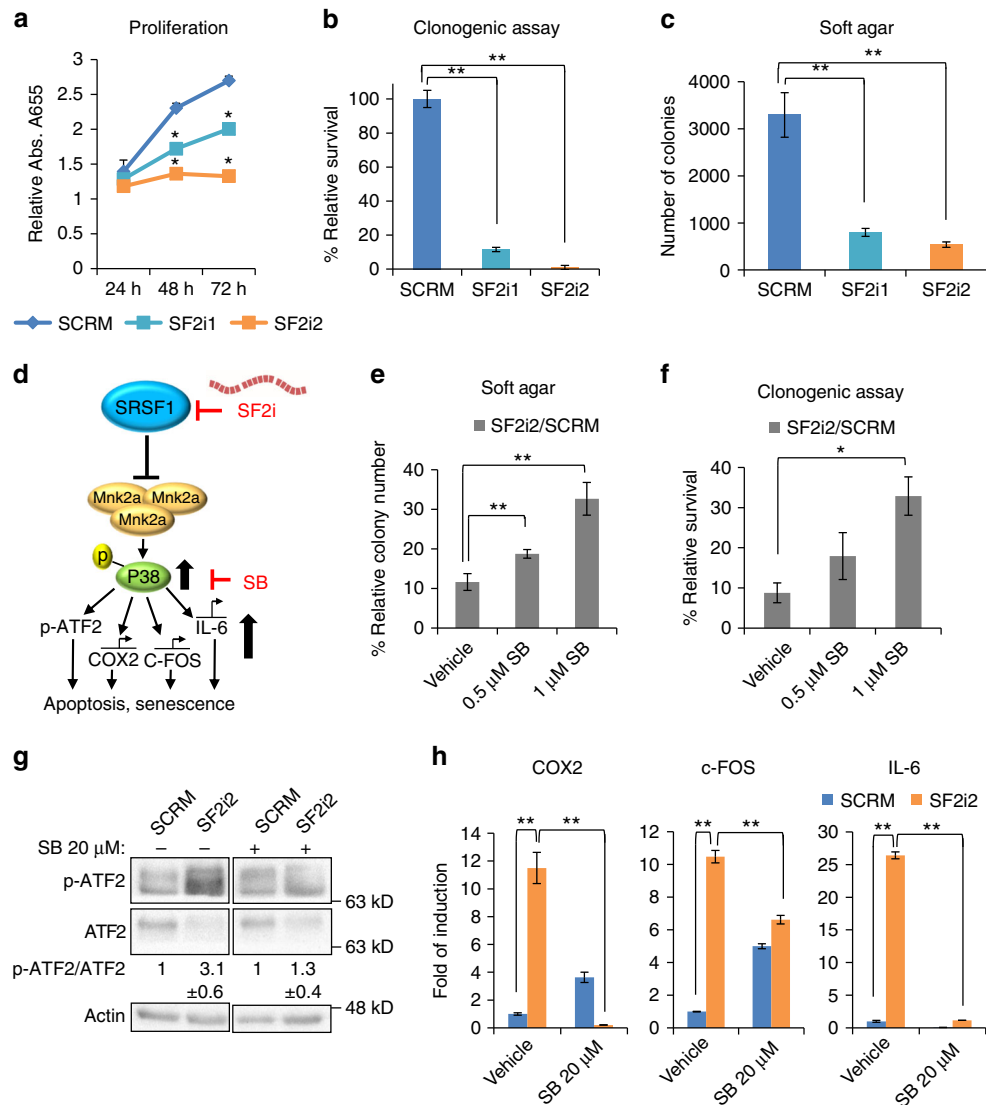 a
Proliferation
Relative Abs. A655
3
2.5
2
1.5
1
0.5
0
* *
* *
24 h 48 h 72 h
SCRM SF2i1 SF2i2
b
Clonogenic assay
% Relative survival
**
**
100
80
60
40
20
0
SCRM SF2i1 SF2i2
c
Soft agar
Number of colonies
**
**
4000
3000
2000
1000
0
SCRM SF2i1 SF2i2
d
SRSF1
SF2i
Mnk2a Mnk2a
Mnk2a
p
P38
SB
p-ATF2
IL-6
COX2 C-FOS
Apoptosis, senescence
e
Soft agar
SF2i2/SCRM
% Relative colony number
**
**
40
30
20
10
0
Vehicle 0.5 μM SB 1 μM SB
f
Clonogenic assay
SF2i2/SCRM
% Relative survival
*
40
30
20
10
0
Vehicle 0.5 μM SB 1 μM SB
g
SCRM SF2i2 SCRM SF2i2
SB 20 μM: – – + +
p-ATF2
63 kD
ATF2
63 kD
p-ATF2/ATF2 1 3.1 1 1.3
±0.6 ±0.4
Actin
48 kD
h
COX2 c-FOS IL-6
SCRM SF2i2
Fold of induction
** **
14
12
10
8
6
4
2
0
Vehicle SB 20 μM
** **
12
10
8
6
4
2
0
Vehicle SB 20 μM
** **
30
25
20
15
10
5
0
Vehicle SB 20 μM